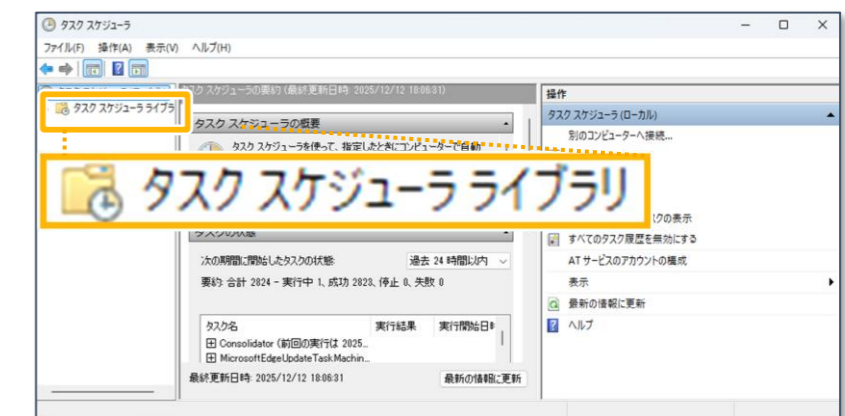 タスク スケジューラ
ファイル(F) 操作(A) 表示(V) ヘルプ(H)
タスク スケジューラの要約 (最終更新日時: 2025/12/12 18:06:31)
タスク スケジューラ ライブラ
タスク スケジューラの概要
タスク スケジューラを使って、指定したときにコンピューターで自動
タスク スケジューラ ライブラリ
タスクの状態
次の期間に開始したタスクの状態:
過去 24 時間以内
要約: 合計 2024 - 実行中 1、成功 2023、停止 0、失敗 0
タスク名 実行結果 実行開始日
Consolidator (前回の実行は 2025...
MicrosoftEdgeUpdateTaskMachin...
最終更新日時: 2025/12/12 18:06:31
最新の情報に更新
操作
タスク スケジューラ (ローカル)
別のコンピューターへ接続...
スクの表示
すべてのタスク履歴を無効にする
AT サービスのアカウントの構成
表示
最新の情報に更新
ヘルプ